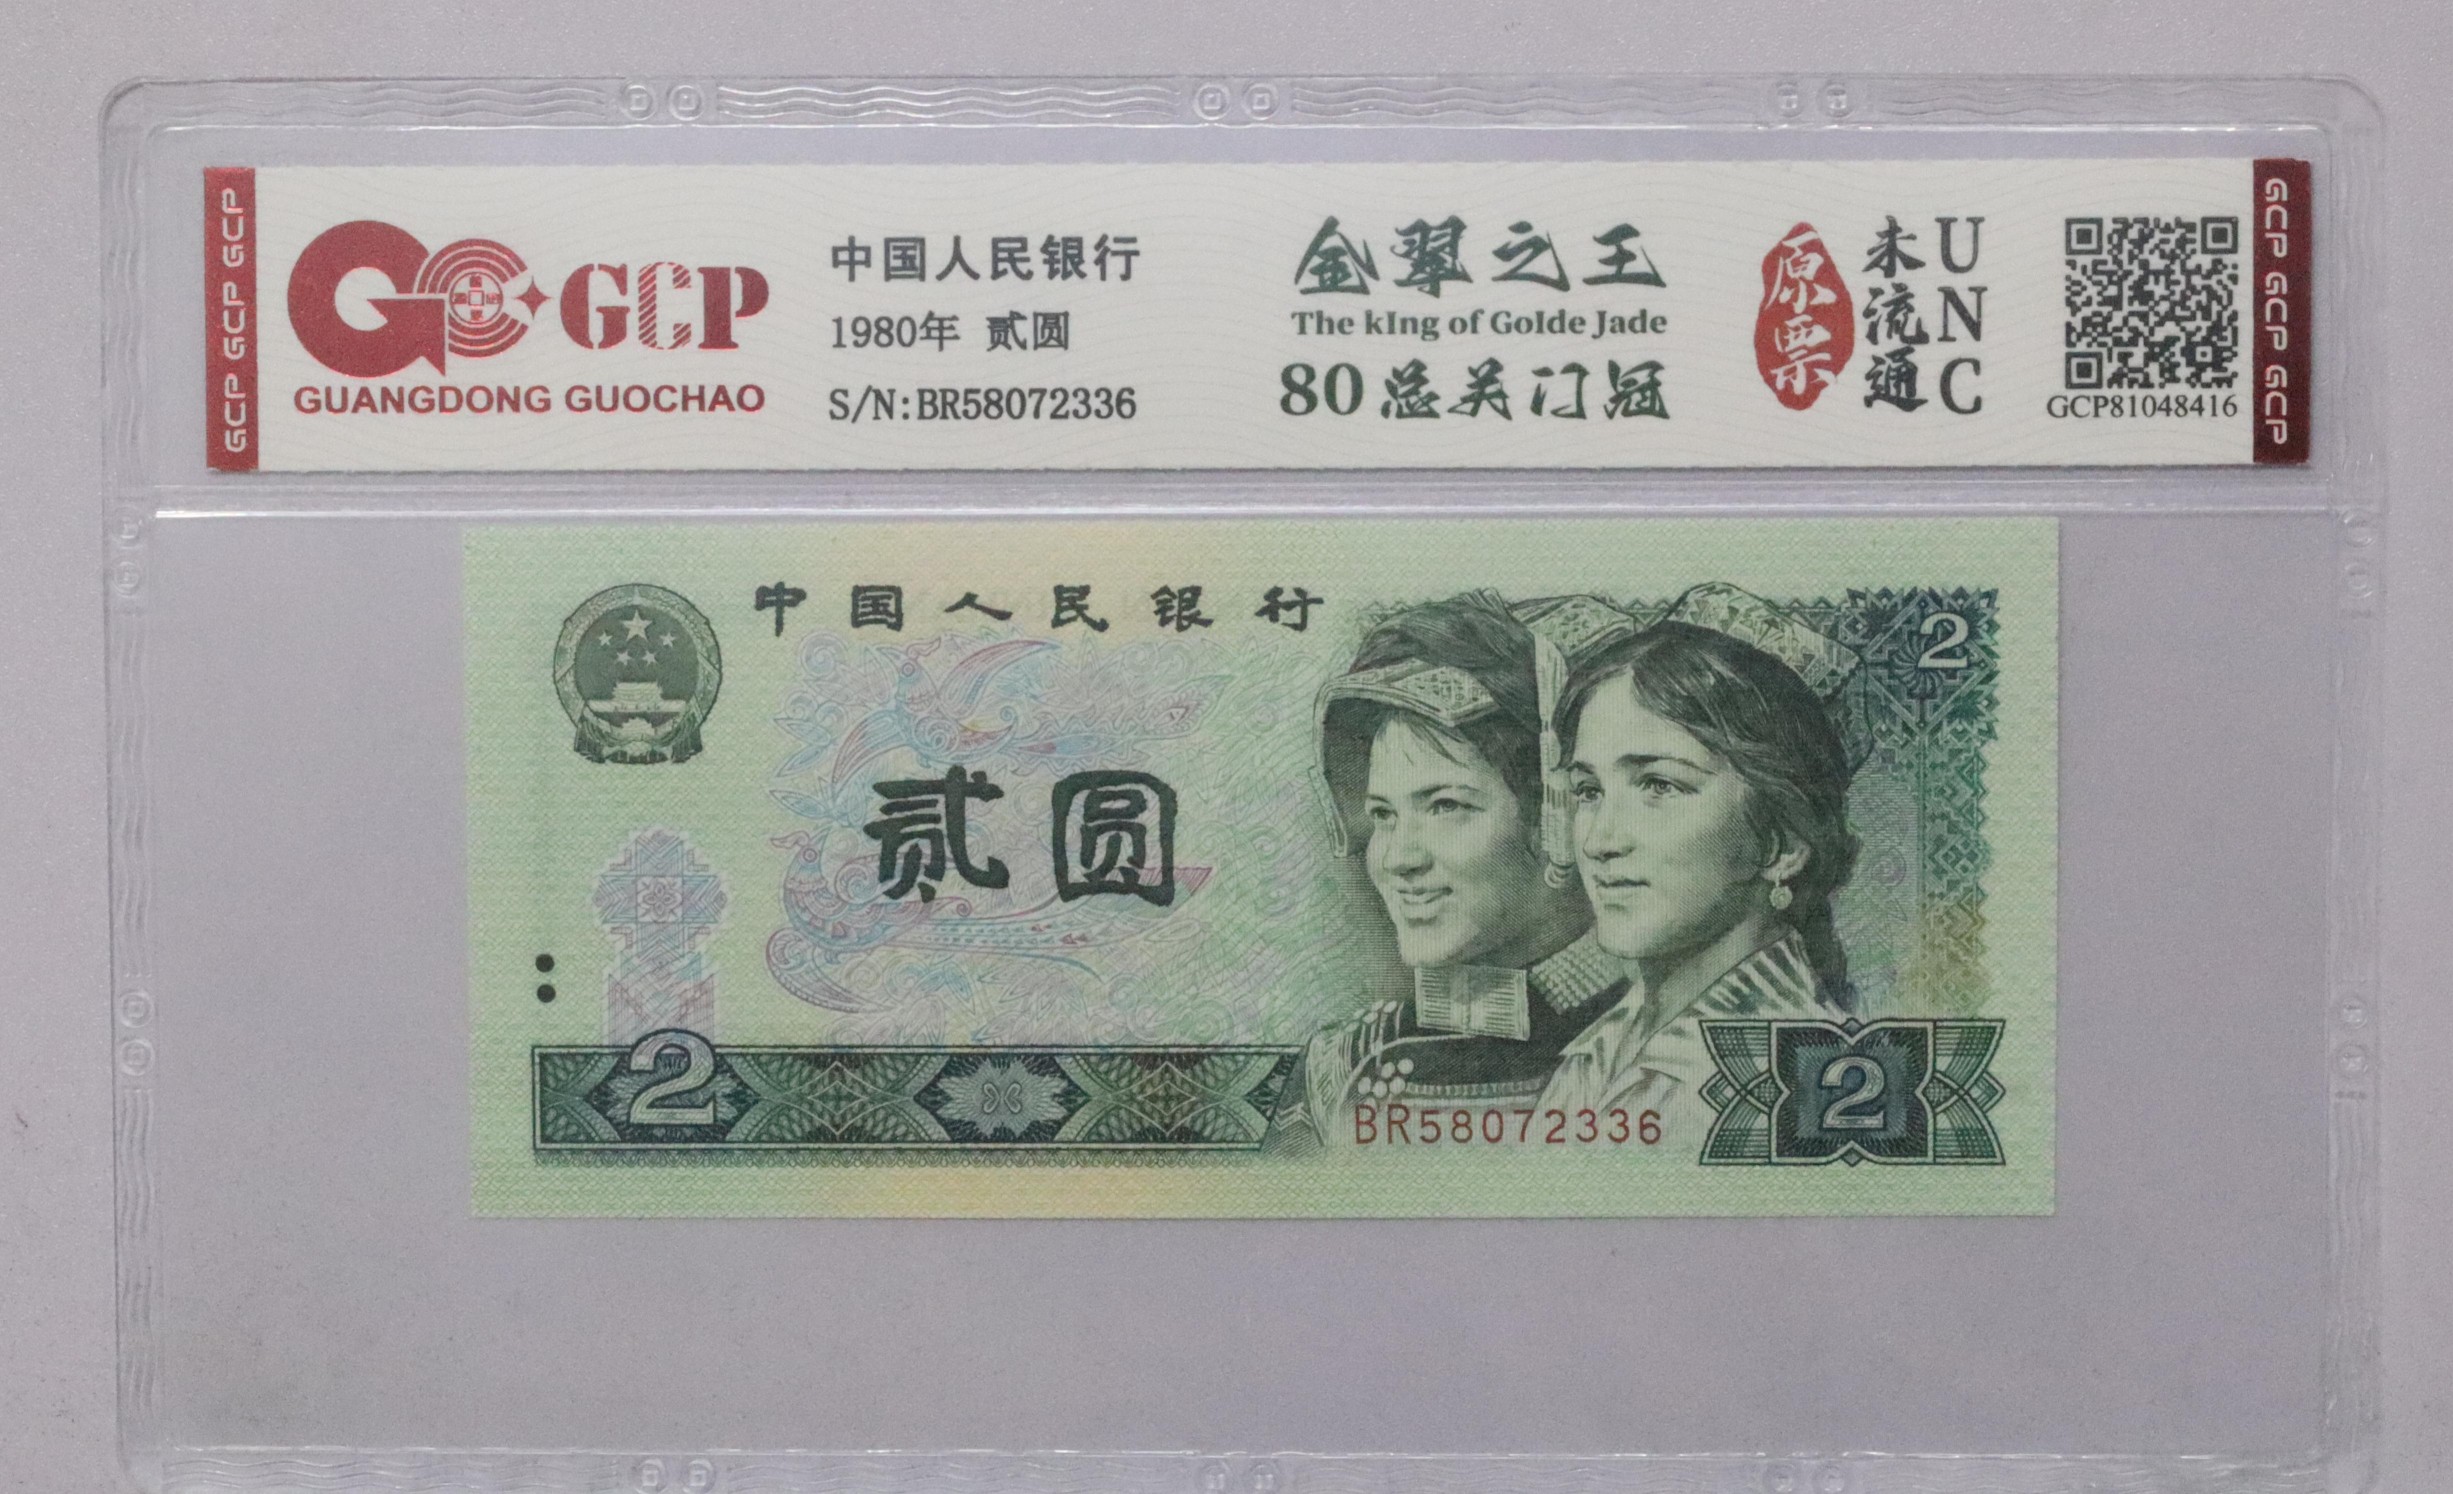 GCP GCP GCP
GCP
GUANGDONG GUOCHAO
中国人民银行
1980年 贰圆
S/N:BR58072336
金翠之王
The kIng of Golde Jade
80总关门冠
原票
未流通
UNC
GCP81048416
GCP GCP GCP
中国人民银行
2
贰圆
2
BR58072336
2